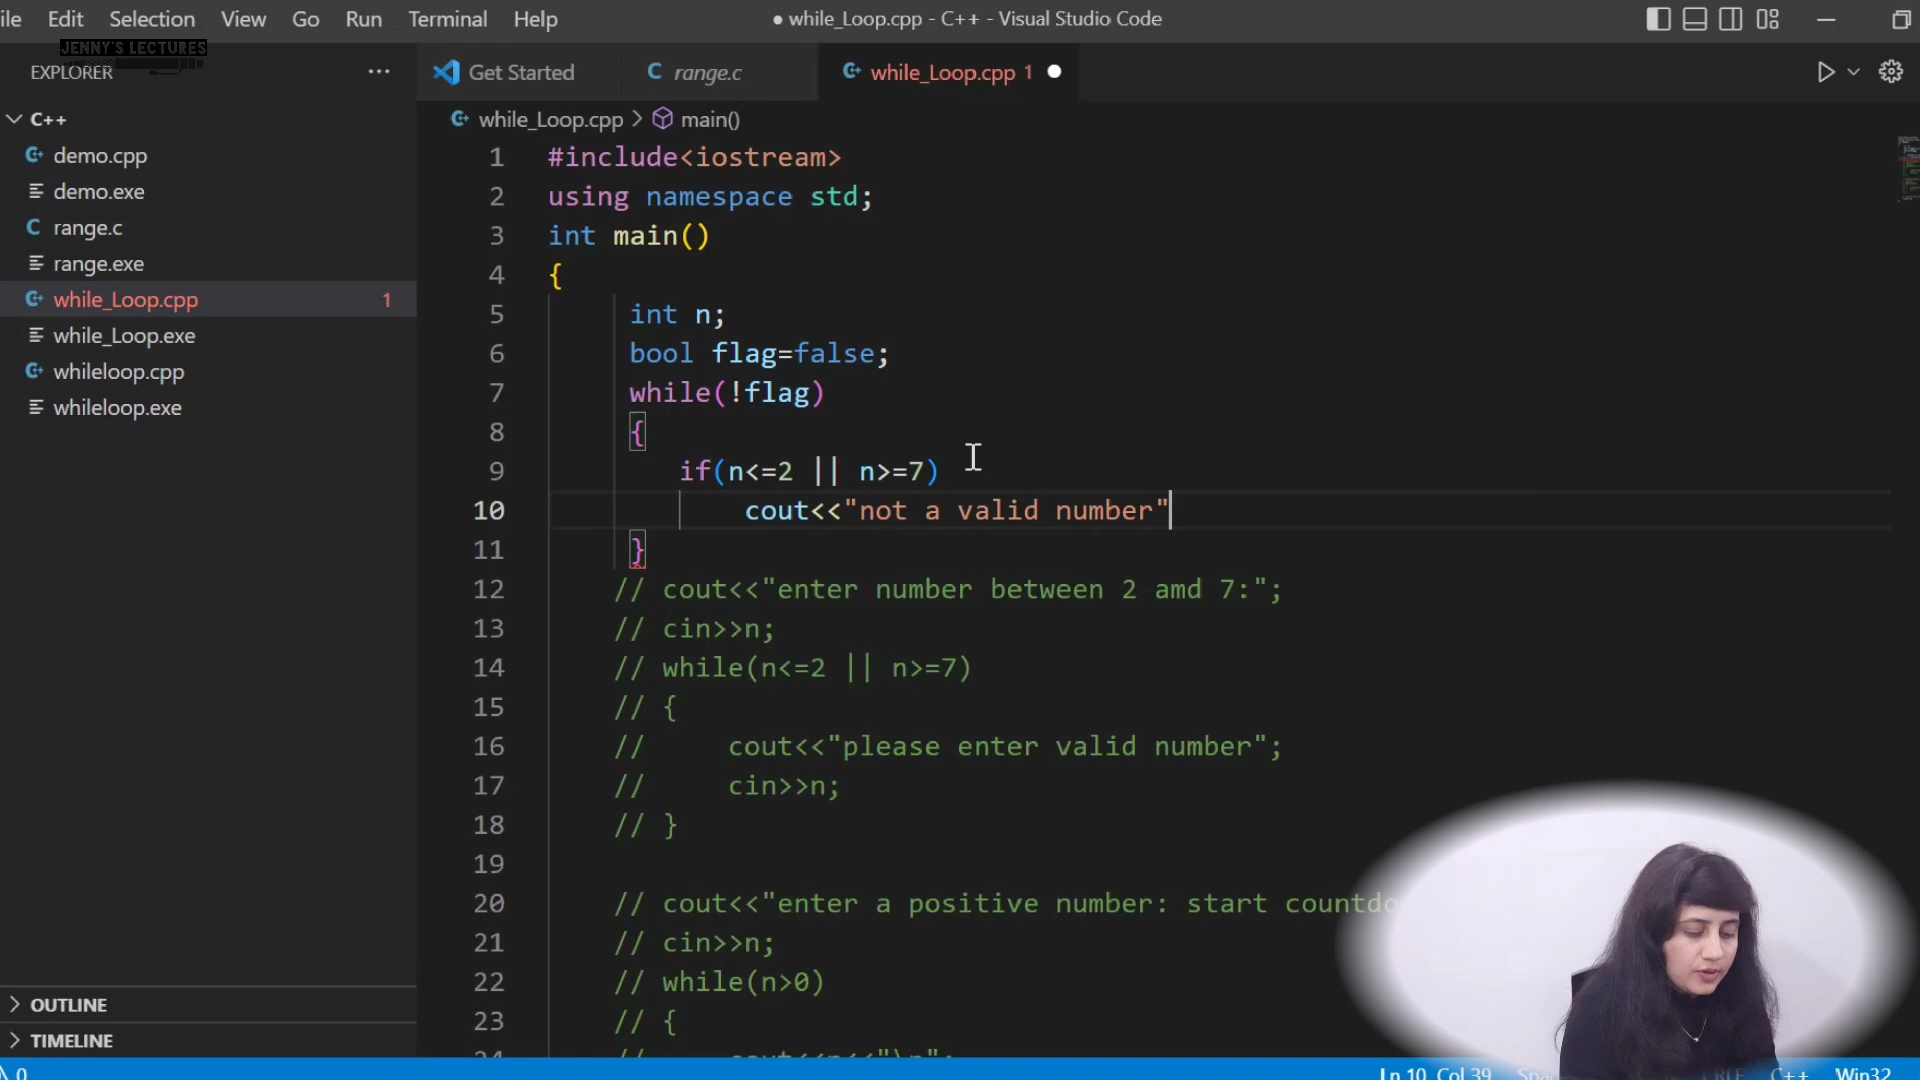 ile Edit Selection View Go Run Terminal Help
● while_Loop.cpp - C++ - Visual Studio Code
JENNY'S LECTURES
EXPLORER ...
Get Started
range.c
while_Loop.cpp 1
while_Loop.cpp > main()
C++
demo.cpp
demo.exe
range.c
range.exe
while_Loop.cpp 1
while_Loop.exe
whileloop.cpp
whileloop.exe
OUTLINE
TIMELINE
1 #include<iostream>
2 using namespace std;
3 int main()
4 {
5 int n;
6 bool flag=false;
7 while(!flag)
8 {
9 if(n<=2 || n>=7)
10 cout<<"not a valid number"
11 }
12 // cout<<"enter number between 2 amd 7:";
13 // cin>>n;
14 // while(n<=2 || n>=7)
15 // {
16 // cout<<"please enter valid number";
17 // cin>>n;
18 // }
19
20 // cout<<"enter a positive number: start countdo
21 // cin>>n;
22 // while(n>0)
23 // {
24 // cout<<n<<"\n";
0 Ln 10, Col 39 CRLF C++ Win32